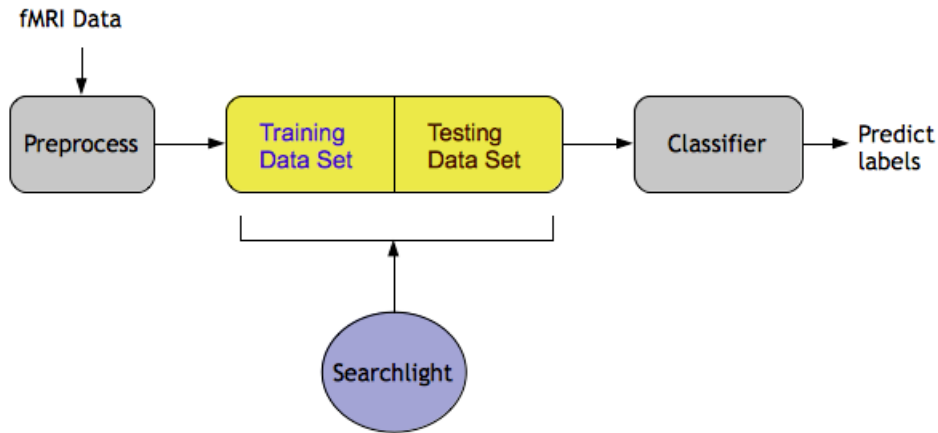 fMRI Data
Preprocess
Training
Data Set
Testing
Data Set
Classifier
Predict
labels
Searchlight